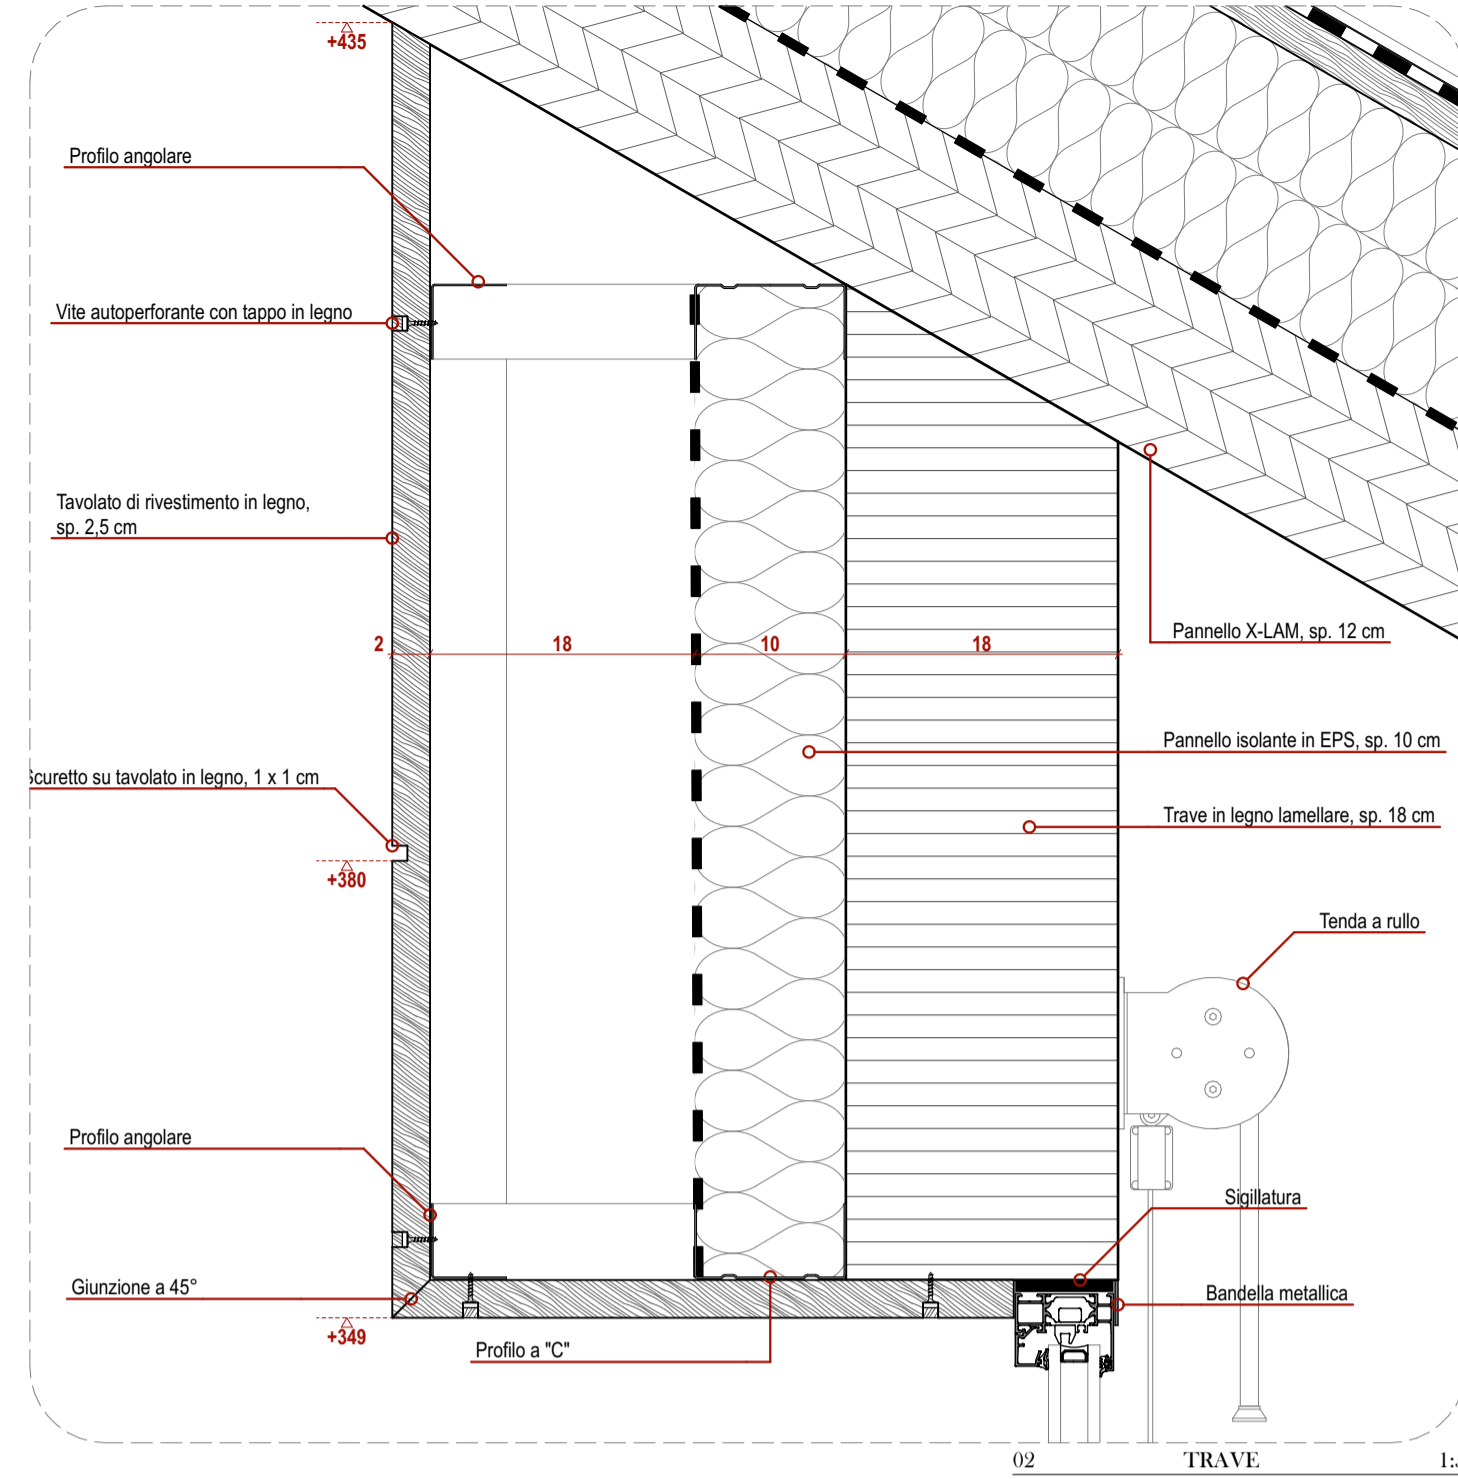 +435
Profilo angolare
Vite autoperforante con tappo in legno
Tavolato di rivestimento in legno,
sp. 2,5 cm
2
18
10
18
Pannello X-LAM, sp. 12 cm
Pannello isolante in EPS, sp. 10 cm
Scuretto su tavolato in legno, 1 x 1 cm
Trave in legno lamellare, sp. 18 cm
+380
Tenda a rullo
Profilo angolare
Sigillatura
Giunzione a 45°
Bandella metallica
+349
Profilo a "C"
02 TRAVE